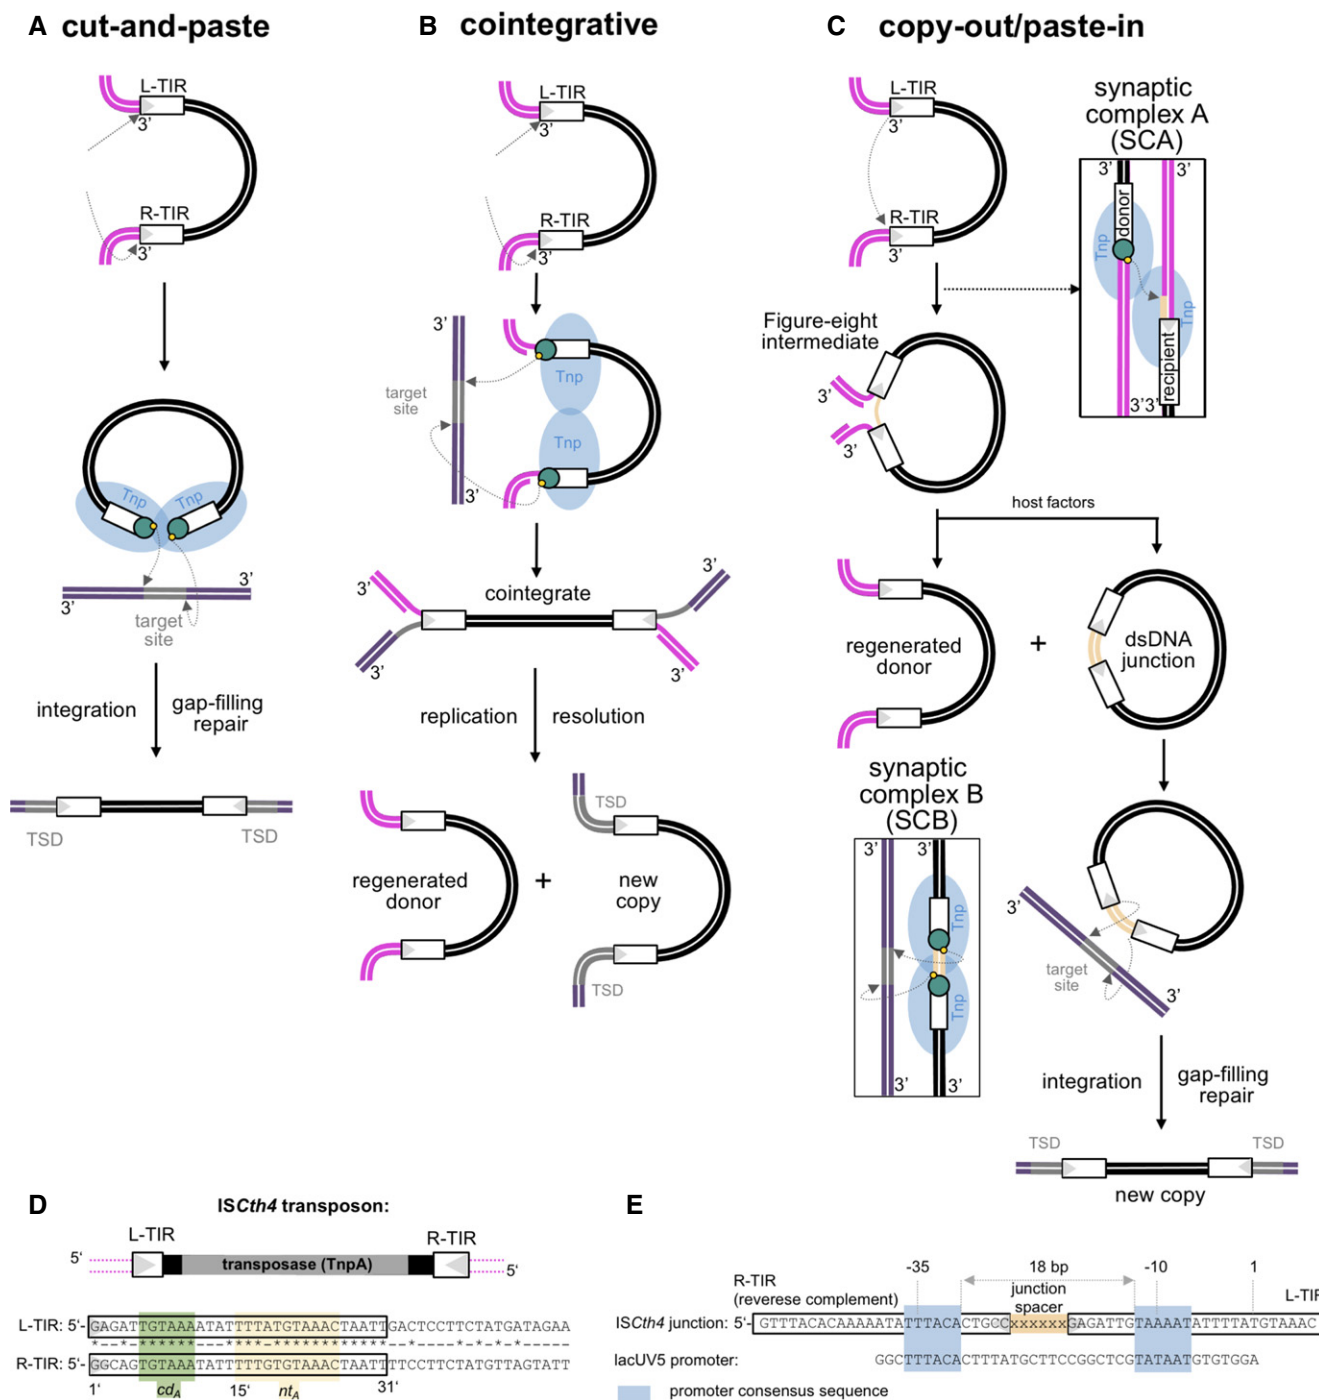 A cut-and-paste
L-TIR
3'
R-TIR
3'
Tnp
Tnp
3'
3'
target
site
integration
gap-filling
repair
TSD
TSD
B cointegrative
L-TIR
3'
R-TIR
3'
3'
target
site
Tnp
Tnp
3'
3'
cointegrate
3'
3'
3'
replication
resolution
regenerated
donor
+
TSD
new
copy
TSD
C copy-out/paste-in
L-TIR
3'
R-TIR
3'
synaptic
complex A
(SCA)
3'
3'
donor
Tnp
Tnp
recipient
3'3'
Figure-eight
intermediate
3'
3'
host factors
regenerated
donor
+
dsDNA
junction
synaptic
complex B
(SCB)
3'
3'
Tnp
Tnp
3'
3'
3'
target
site
3'
integration
gap-filling
repair
TSD
TSD
new copy
D
ISCth4 transposon:
L-TIR
R-TIR
5'
transposase (TnpA)
5'
L-TIR: 5'- GAGATTGTAAAATATTTTATGTAAACTAATTGACTCCTTCTATGATAGAA
R-TIR: 5'- GGCAGTGTAAATATTTTTGTGTAAACTAATTTTCCTTCTATGTTAGTATT
1'
cdA
15'
ntA
31'
E
-35
18 bp
-10
1
R-TIR
(reverese complement)
junction
spacer
L-TIR
ISCth4 junction: 5'- GTTTACACAAAAATATTTACACTGCCxxxxxxGAGATTGTAAAATATTTTATGTAAAC
lacUV5 promoter: GGCTTTACACTTTATGCTTCCGGCTCGTATAATGTGTGGA
promoter consensus sequence